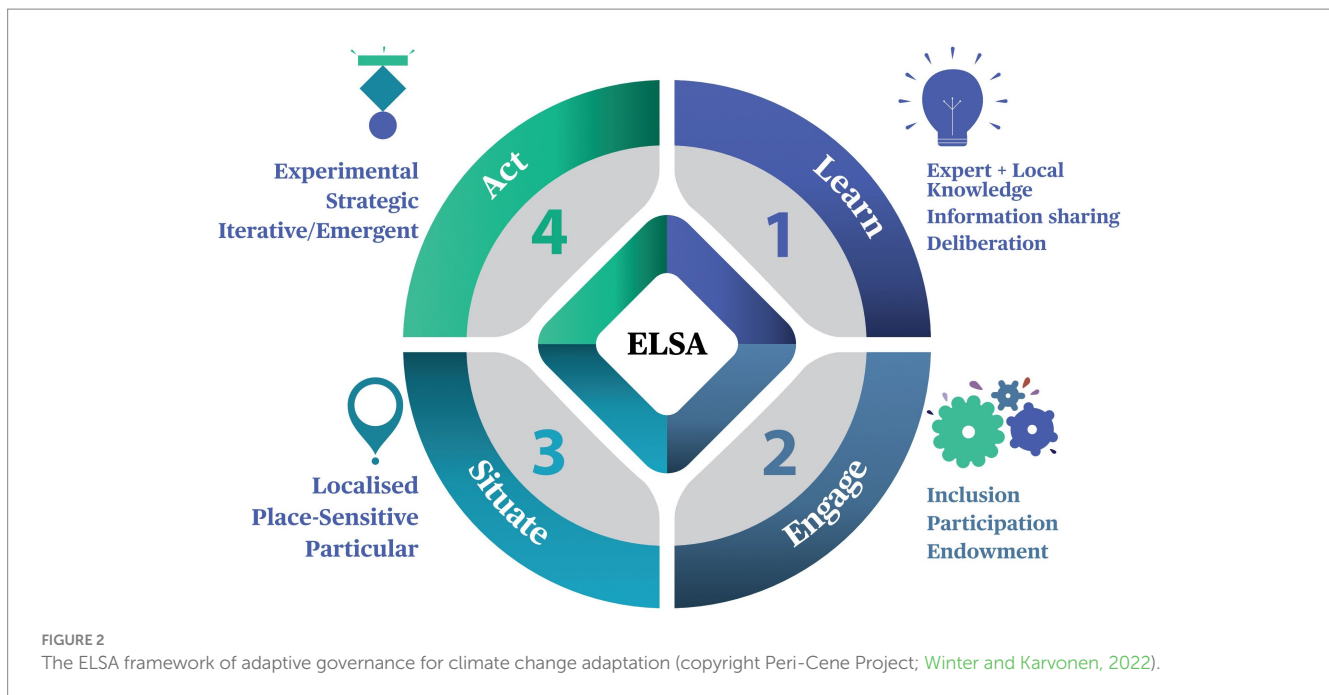 Experimental
Strategic
Iterative/Emergent
Act
4
Learn
1
Expert + Local
Knowledge
Information sharing
Deliberation
ELSA
Localised
Place-Sensitive
Particular
Situate
3
Engage
2
Inclusion
Participation
Endowment
FIGURE 2
The ELSA framework of adaptive governance for climate change adaptation (copyright Peri-Cene Project; Winter and Karvonen, 2022).